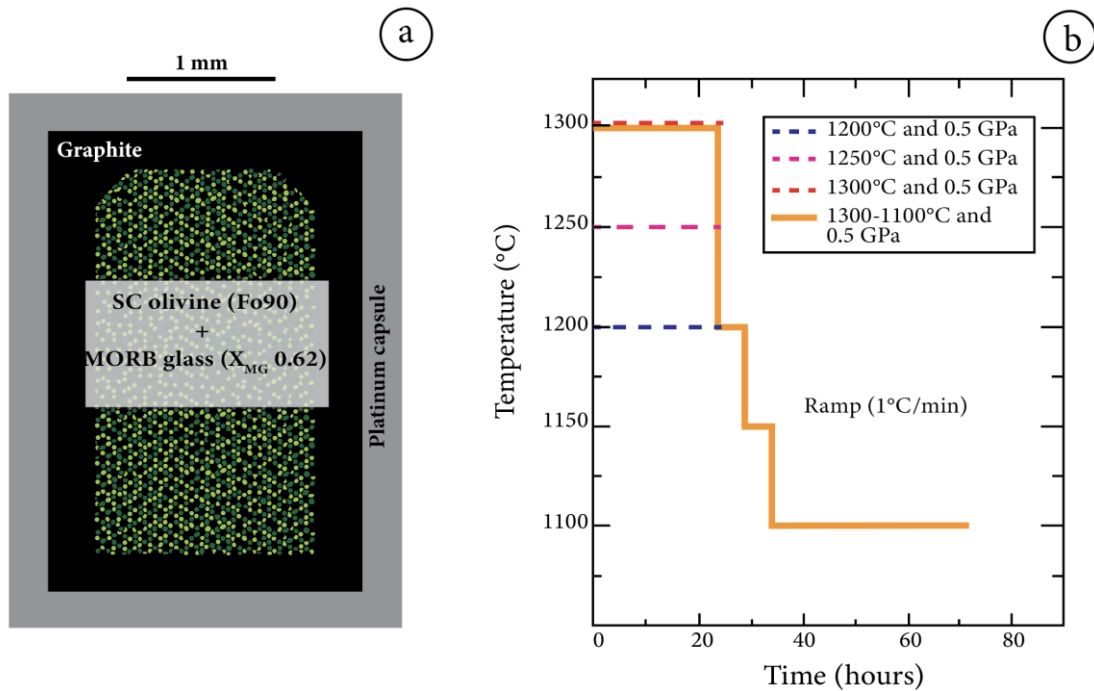 a
1 mm
Graphite
SC olivine (Fo90)
+
MORB glass (XMG 0.62)
Platinum capsule
b
1300
1250
1200
1150
1100
Temperature (°C)
1200°C and 0.5 GPa
1250°C and 0.5 GPa
1300°C and 0.5 GPa
1300-1100°C and
0.5 GPa
Ramp (1°C/min)
0 20 40 60 80
Time (hours)